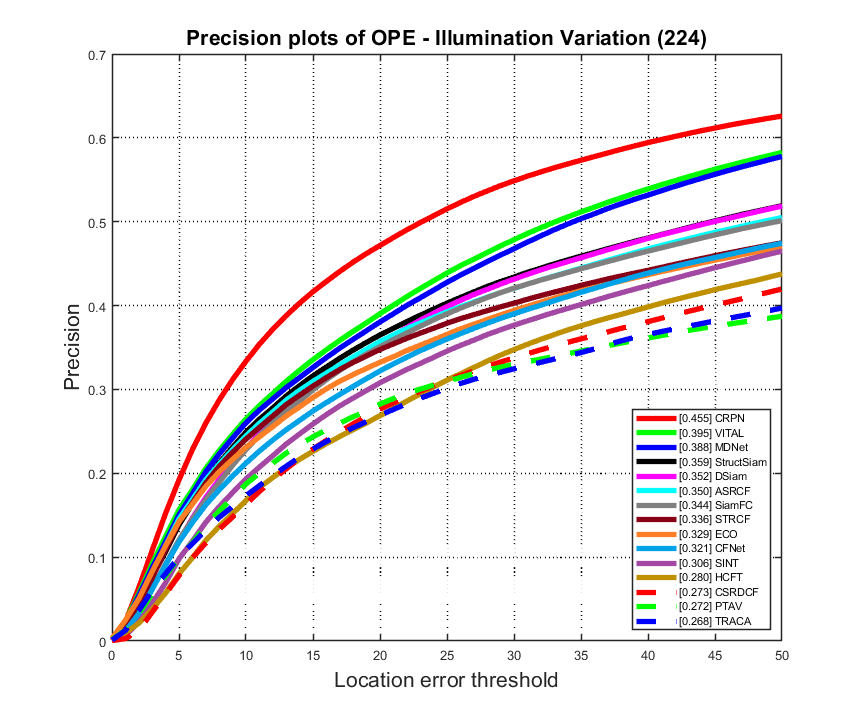 Precision plots of OPE - Illumination Variation (224)
0.7
0.6
0.5
0.4
0.3
0.2
0.1
0
Precision
[0.455] CRPN
[0.395] VITAL
[0.388] MDNet
[0.359] StructSiam
[0.352] DSiam
[0.350] ASRCF
[0.344] SiamFC
[0.336] STRCF
[0.329] ECO
[0.321] CFNet
[0.306] SINT
[0.280] HCFT
[0.273] CSRDCF
[0.272] PTAV
[0.268] TRACA
0 5 10 15 20 25 30 35 40 45 50
Location error threshold